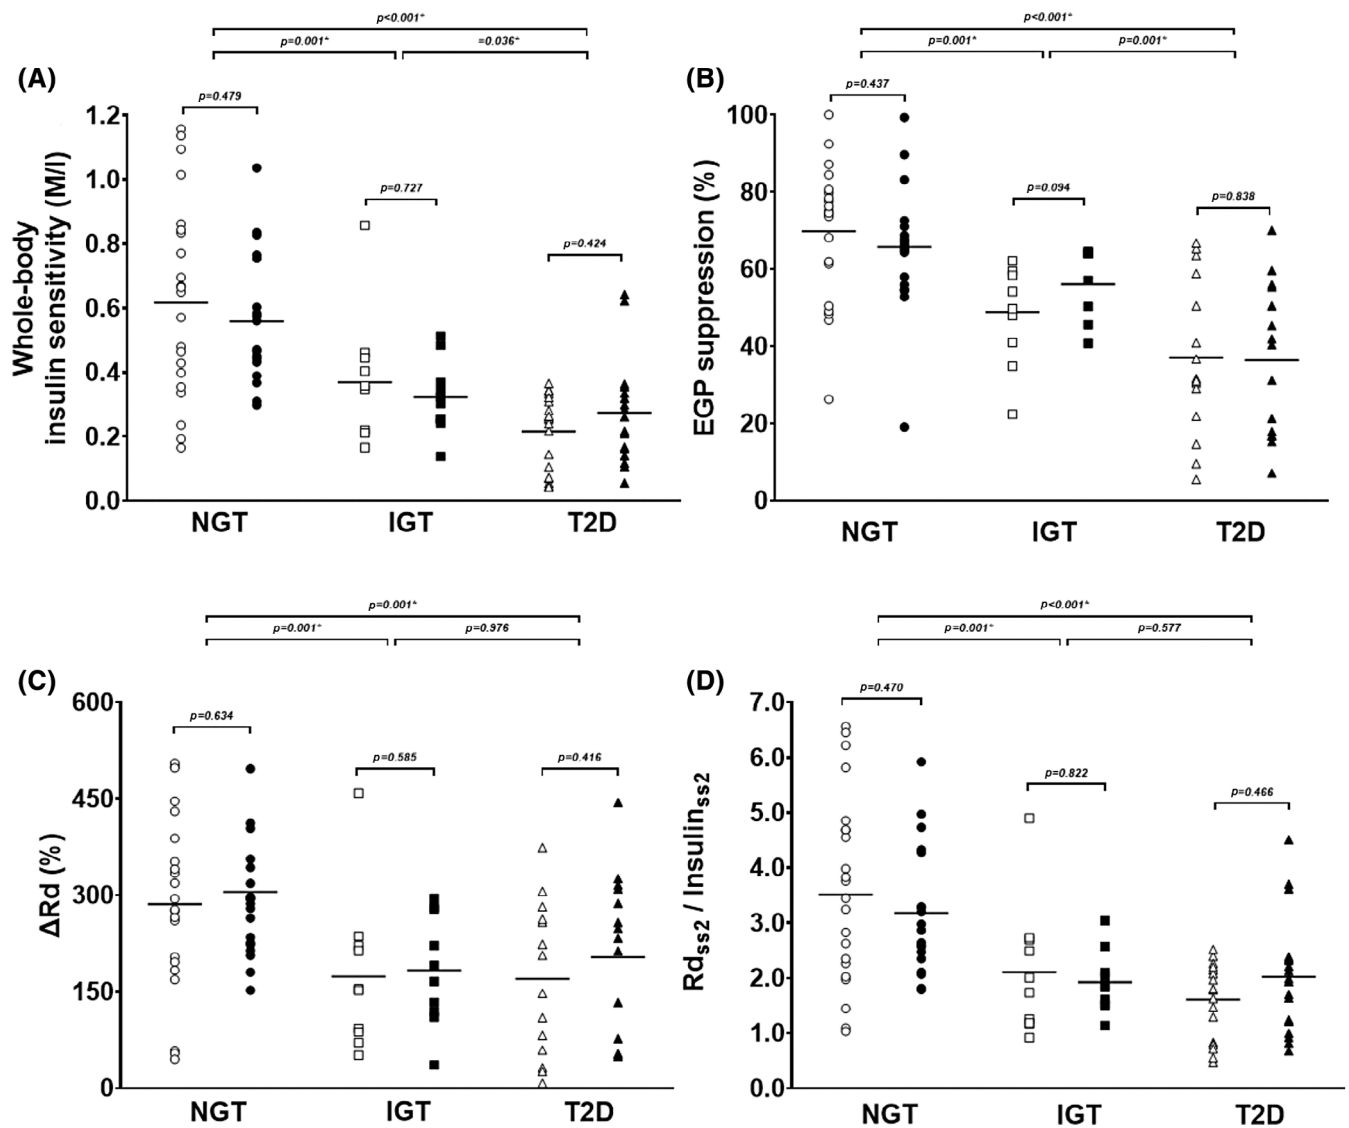 p<0.001*
p=0.001*
=0.036*
(A)
p=0.479
p=0.727
p=0.424
Whole-body
insulin sensitivity (M/I)
1.2
1.0
0.8
0.6
0.4
0.2
0.0
NGT
IGT
T2D
p<0.001*
p=0.001*
p=0.001*
(B)
p=0.437
p=0.094
p=0.838
EGP suppression (%)
100
80
60
40
20
0
NGT
IGT
T2D
p=0.001*
p=0.001*
p=0.976
(C)
p=0.634
p=0.585
p=0.416
ΔRd (%)
600
450
300
150
0
NGT
IGT
T2D
p<0.001*
p=0.001*
p=0.577
(D)
p=0.470
p=0.822
p=0.466
Rdss2 / Insulinss2
7.0
6.0
5.0
4.0
3.0
2.0
1.0
0.0
NGT
IGT
T2D